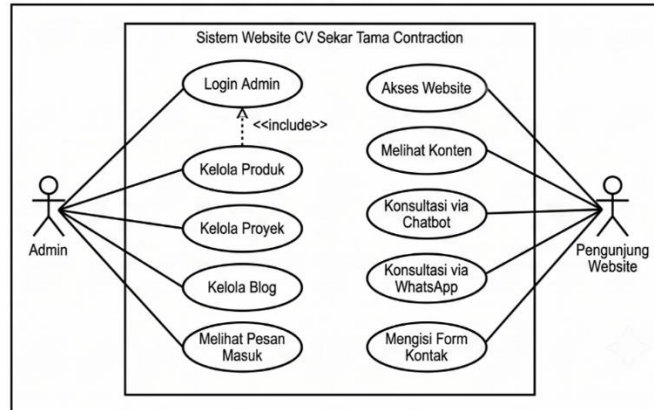 Sistem Website CV Sekar Tama Contraction
Login Admin
<<include>>
Kelola Produk
Kelola Proyek
Kelola Blog
Melihat Pesan
Masuk
Akses Website
Melihat Konten
Konsultasi via
Chatbot
Konsultasi via
WhatsApp
Mengisi Form
Kontak
Admin
Pengunjung
Website